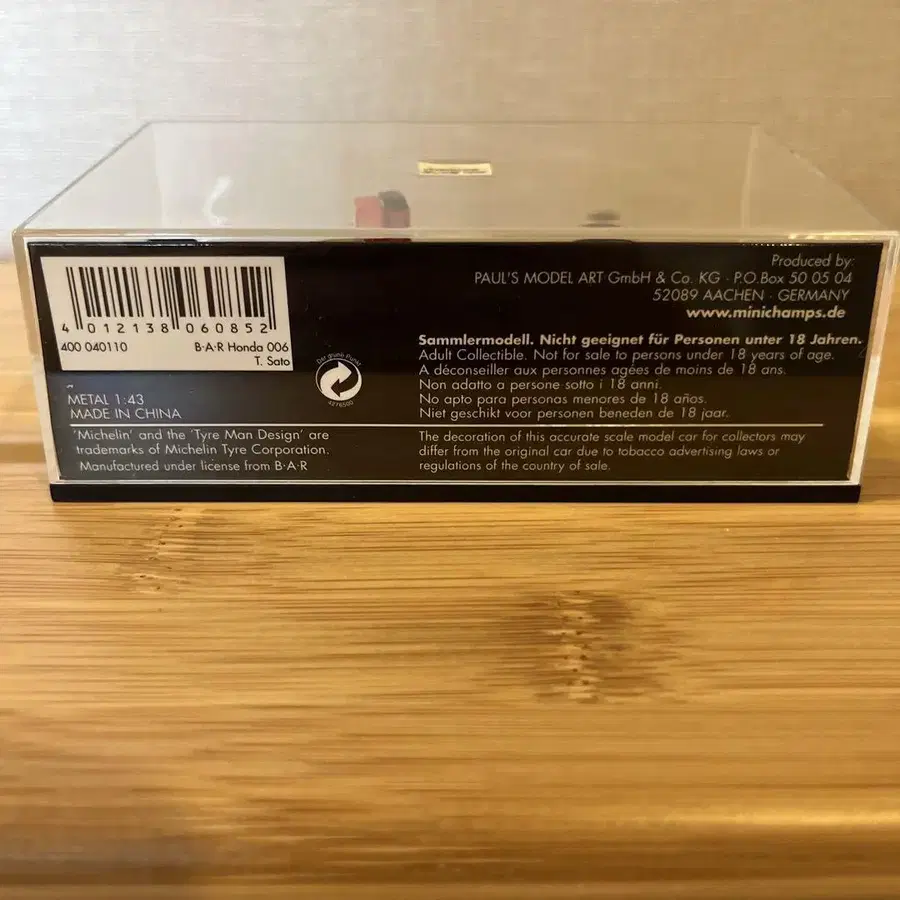 4 012138 060852
400 040110
B·A·R Honda 006
T. Sato
METAL 1:43
MADE IN CHINA
'Michelin' and the 'Tyre Man Design' are
trademarks of Michelin Tyre Corporation.
Manufactured under license from B·A·R
Der grüne Punkt
Produced by:
PAUL'S MODEL ART GmbH & Co. KG · P.O.Box 50 05 04
52089 AACHEN · GERMANY
www.minichamps.de
Sammlermodell. Nicht geeignet für Personen unter 18 Jahren.
Adult Collectible. Not for sale to persons under 18 years of age.
A déconseiller aux personnes agées de moins de 18 ans.
Non adatto a persone sotto i 18 anni.
No apto para personas menores de 18 años.
Niet geschikt voor personen beneden de 18 jaar.
The decoration of this accurate scale model car for collectors may
differ from the original car due to tobacco advertising laws or
regulations of the country of sale.